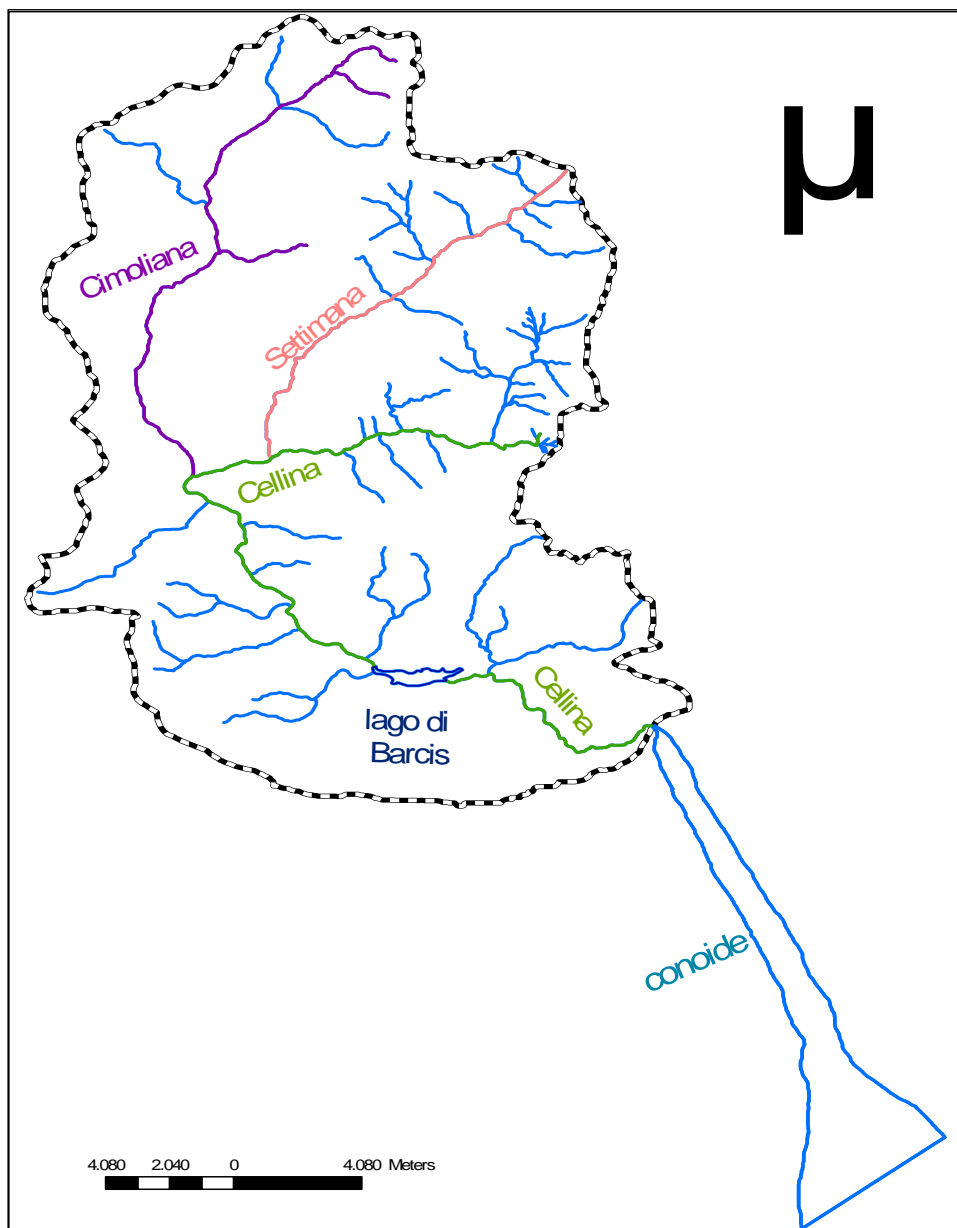 µ
Cimoliana
Settimana
Cellina
Cellina
lago di
Barcis
conoide
4.080 2.040 0 4.080 Meters